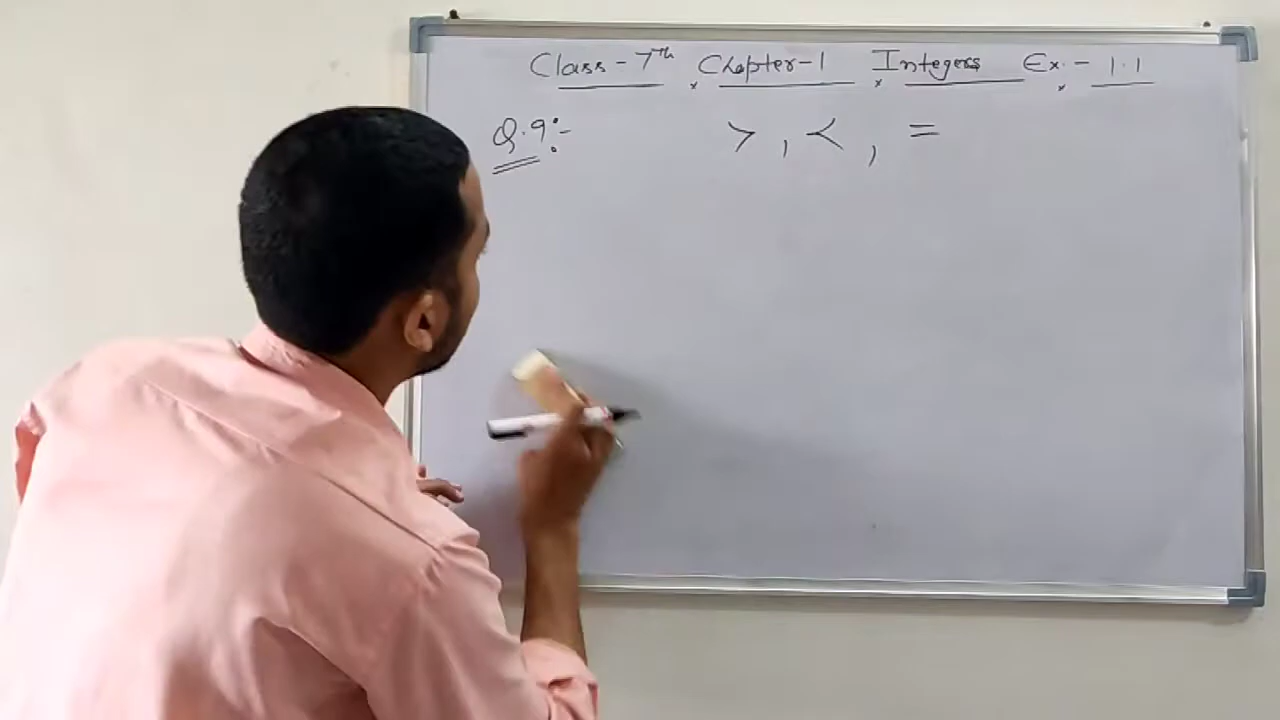 Class - 7th Chapter - 1 Integers Ex. - 1.1
Q.9:- > , < , =